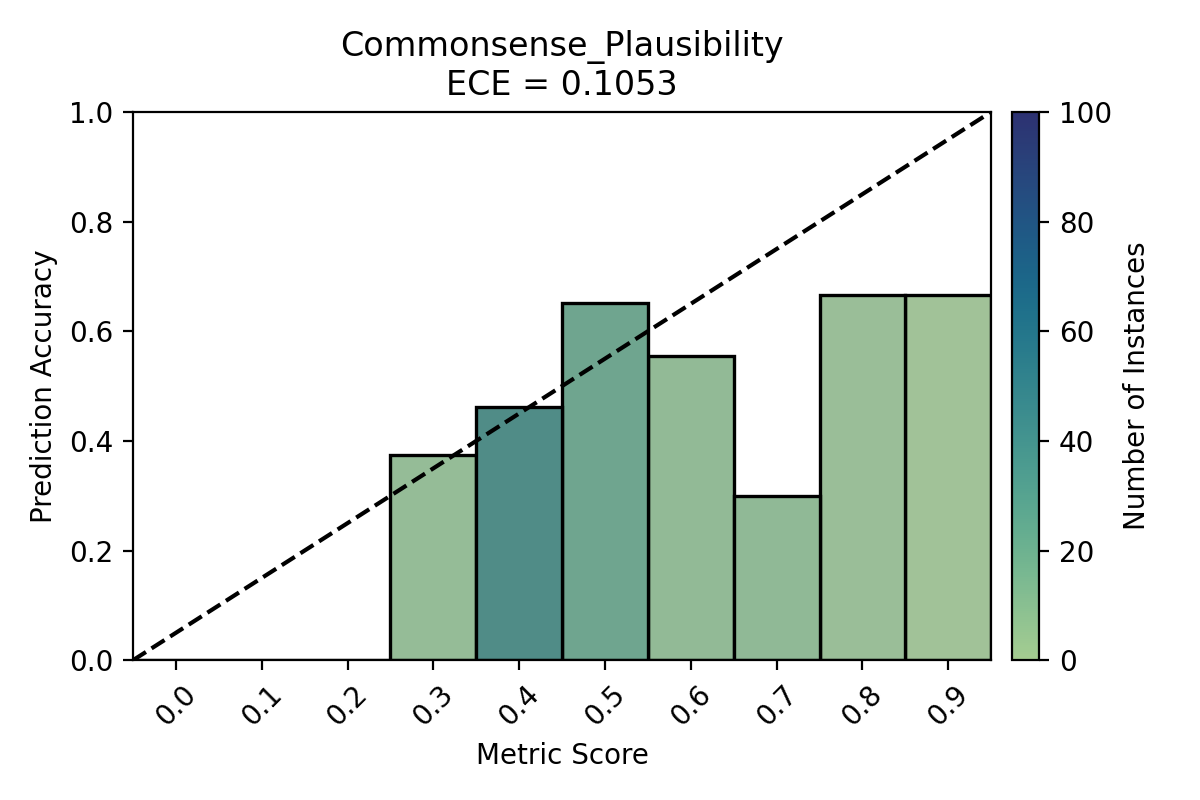 Commonsense_Plausibility
ECE = 0.1053
1.0
0.8
0.6
0.4
0.2
0.0
Prediction Accuracy
0.0 0.1 0.2 0.3 0.4 0.5 0.6 0.7 0.8 0.9
Metric Score
100
80
60
40
20
0
Number of Instances